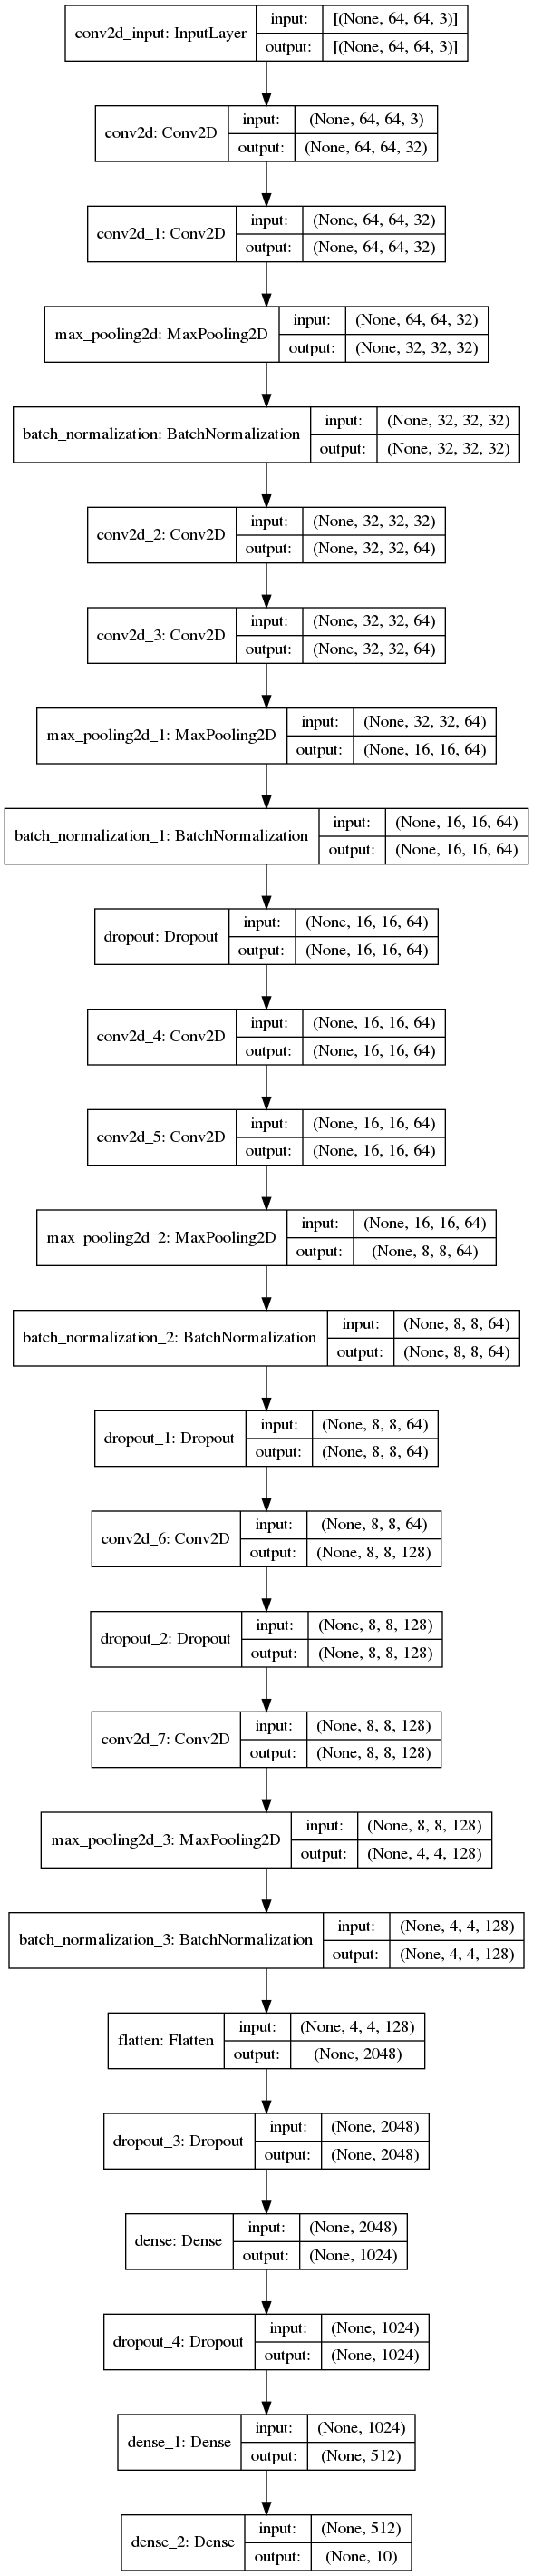 conv2d_input: InputLayer input: [(None, 64, 64, 3)]
output: [(None, 64, 64, 3)]
conv2d: Conv2D input: (None, 64, 64, 3)
output: (None, 64, 64, 32)
conv2d_1: Conv2D input: (None, 64, 64, 32)
output: (None, 64, 64, 32)
max_pooling2d: MaxPooling2D input: (None, 64, 64, 32)
output: (None, 32, 32, 32)
batch_normalization: BatchNormalization input: (None, 32, 32, 32)
output: (None, 32, 32, 32)
conv2d_2: Conv2D input: (None, 32, 32, 32)
output: (None, 32, 32, 64)
conv2d_3: Conv2D input: (None, 32, 32, 64)
output: (None, 32, 32, 64)
max_pooling2d_1: MaxPooling2D input: (None, 32, 32, 64)
output: (None, 16, 16, 64)
batch_normalization_1: BatchNormalization input: (None, 16, 16, 64)
output: (None, 16, 16, 64)
dropout: Dropout input: (None, 16, 16, 64)
output: (None, 16, 16, 64)
conv2d_4: Conv2D input: (None, 16, 16, 64)
output: (None, 16, 16, 64)
conv2d_5: Conv2D input: (None, 16, 16, 64)
output: (None, 16, 16, 64)
max_pooling2d_2: MaxPooling2D input: (None, 16, 16, 64)
output: (None, 8, 8, 64)
batch_normalization_2: BatchNormalization input: (None, 8, 8, 64)
output: (None, 8, 8, 64)
dropout_1: Dropout input: (None, 8, 8, 64)
output: (None, 8, 8, 64)
conv2d_6: Conv2D input: (None, 8, 8, 64)
output: (None, 8, 8, 128)
dropout_2: Dropout input: (None, 8, 8, 128)
output: (None, 8, 8, 128)
conv2d_7: Conv2D input: (None, 8, 8, 128)
output: (None, 8, 8, 128)
max_pooling2d_3: MaxPooling2D input: (None, 8, 8, 128)
output: (None, 4, 4, 128)
batch_normalization_3: BatchNormalization input: (None, 4, 4, 128)
output: (None, 4, 4, 128)
flatten: Flatten input: (None, 4, 4, 128)
output: (None, 2048)
dropout_3: Dropout input: (None, 2048)
output: (None, 2048)
dense: Dense input: (None, 2048)
output: (None, 1024)
dropout_4: Dropout input: (None, 1024)
output: (None, 1024)
dense_1: Dense input: (None, 1024)
output: (None, 512)
dense_2: Dense input: (None, 512)
output: (None, 10)